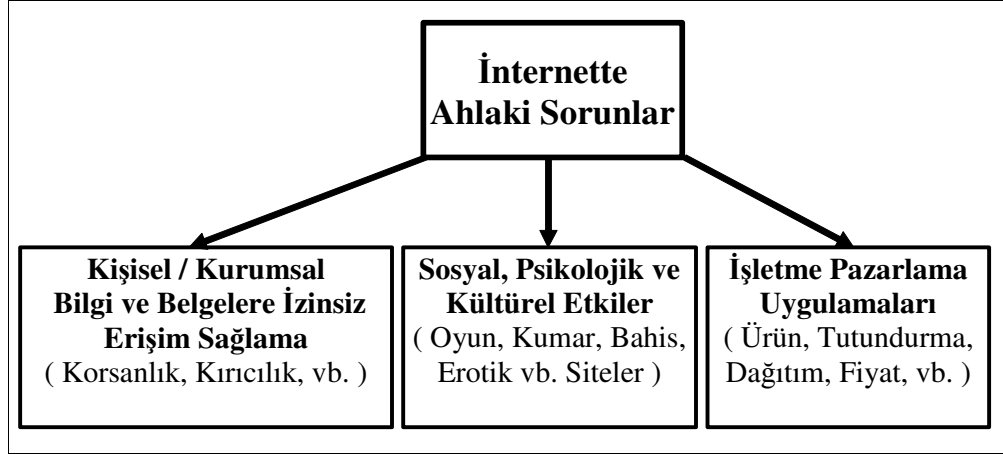 İnternette
Ahlaki Sorunlar
Kişisel / Kurumsal
Bilgi ve Belgelere İzinsiz
Erişim Sağlama
( Korsanlık, Kırıcılık, vb. )
Sosyal, Psikolojik ve
Kültürel Etkiler
( Oyun, Kumar, Bahis,
Erotik vb. Siteler )
İşletme Pazarlama
Uygulamaları
( Ürün, Tutundurma,
Dağıtım, Fiyat, vb. )